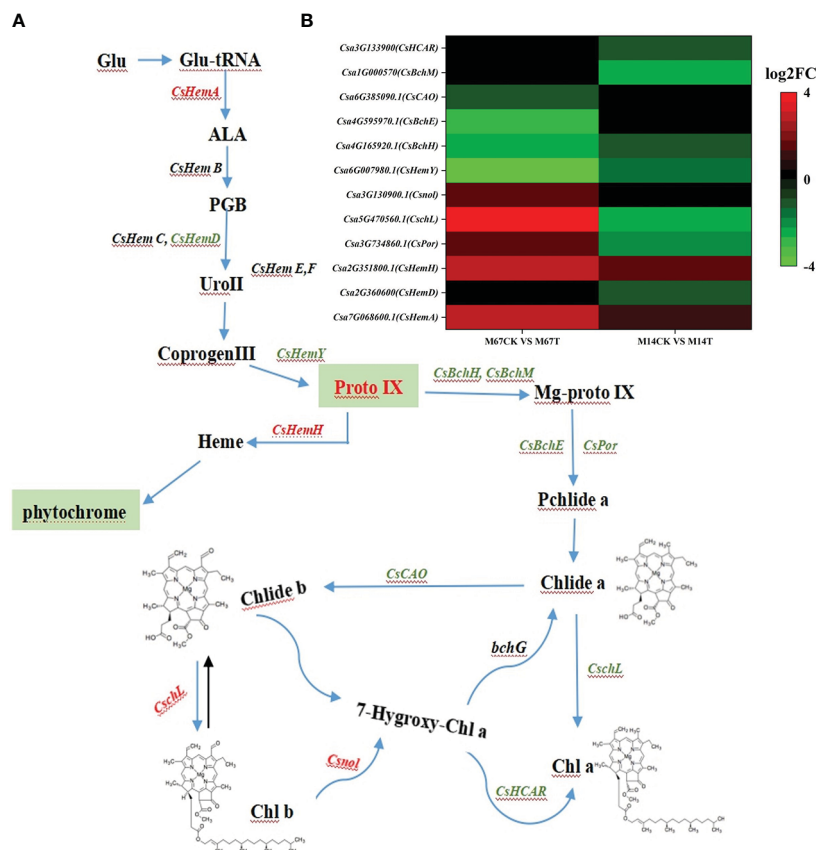 A
B
Glu
Glu-tRNA
CsHemA
ALA
CsHem B
PGB
CsHem C, CsHemD
CsHem E,F
UroII
CoprogenIII
CsHemY
Proto IX
CsBchH, CsBchM
Mg-proto IX
CsHemH
Heme
CsBchE
CsPor
phytochrome
Pchlide a
CsCAO
Chlide b
Chlide a
bchG
CschL
CschL
7-Hygroxy-Chl a
Csnol
CsHCAR
Chl b
Chl a
Csa3G133900(CsHCAR)
Csa1G000570(CsBchM)
Csa6G385090.1(CsCAO)
Csa4G595970.1(CsBchE)
Csa4G165920.1(CsBchH)
Csa6G007980.1(CsHemY)
Csa3G130900.1(Csnol)
Csa5G470560.1(CschL)
Csa3G734860.1(CsPor)
Csa2G351800.1(CsHemH)
Csa2G360600(CsHemD)
Csa7G068600.1(CsHemA)
M67CK VS M67T
M14CK VS M14T
log2FC
4
0
-4